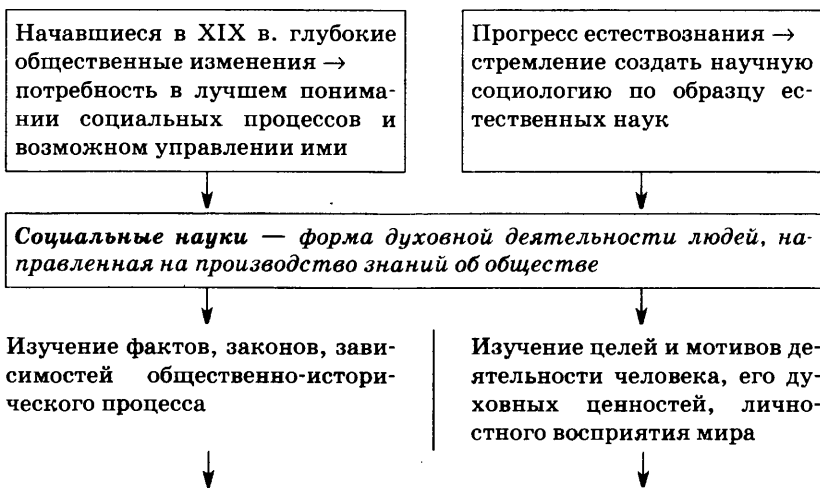 Начавшиеся в XIX в. глубокие
общественные изменения →
потребность в лучшем понима-
нии социальных процессов и
возможном управлении ими
Прогресс естествознания →
стремление создать научную
социологию по образцу ес-
тественных наук
Социальные науки — форма духовной деятельности людей, на-
правленная на производство знаний об обществе
Изучение фактов, законов, зави-
симостей общественно-истори-
ческого процесса
Изучение целей и мотивов де-
ятельности человека, его ду-
ховных ценностей, лично-
стного восприятия мира